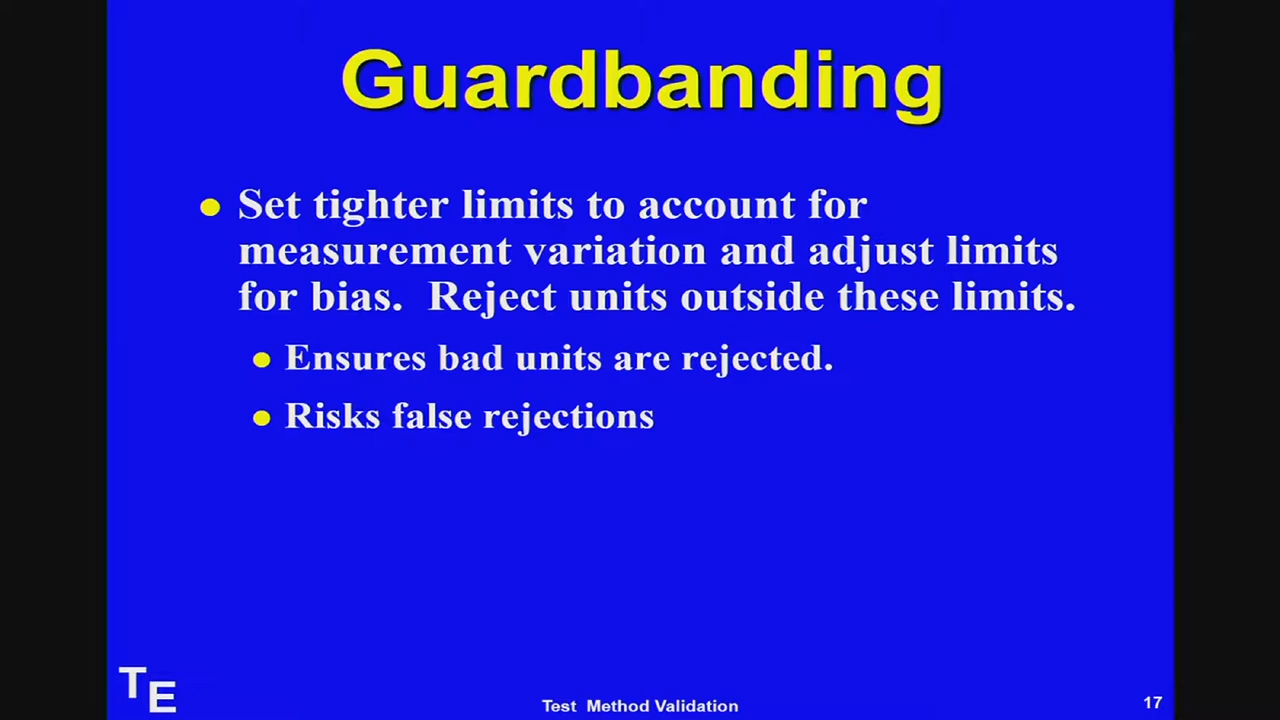 Guardbanding
Set tighter limits to account for
measurement variation and adjust limits
for bias.  Reject units outside these limits.
Ensures bad units are rejected.
Risks false rejections
TE
Test Method Validation
17